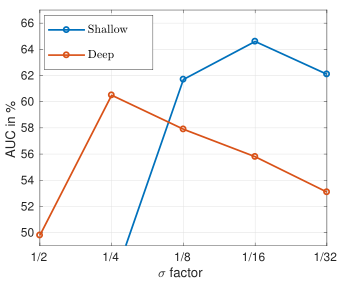 Shallow
Deep
66
64
62
60
58
56
54
52
50
AUC in %
1/2 1/4 1/8 1/16 1/32
σ factor